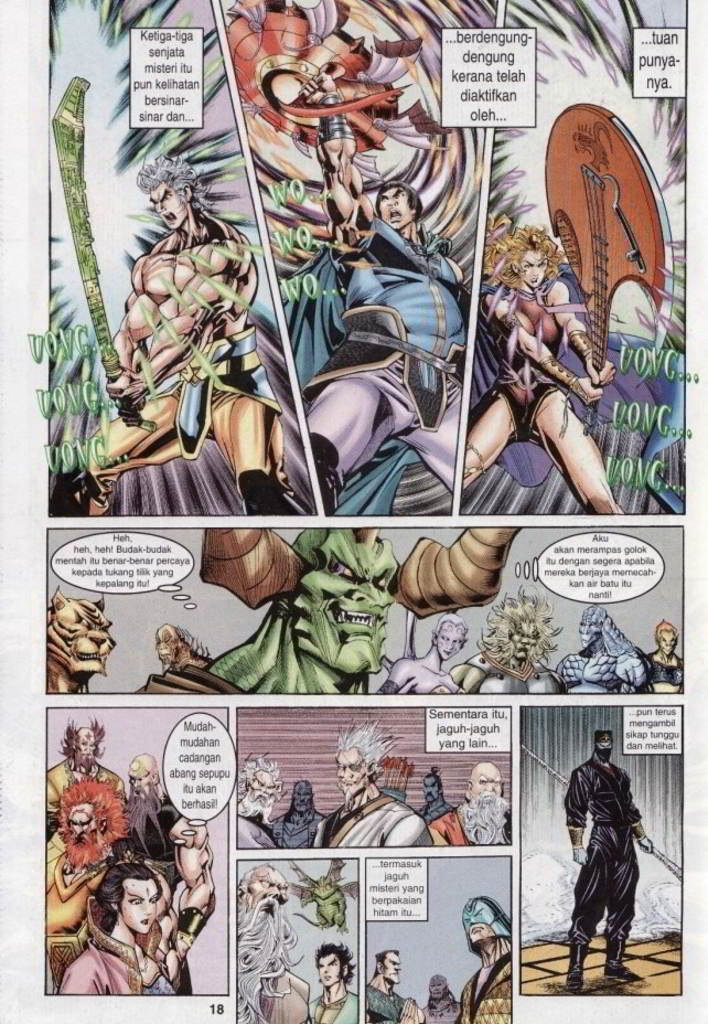 Ketiga-tiga
senjata
misteri itu
pun kelihatan
bersinar-
sinar dan...
...berdengung-
dengung
kerana telah
diaktifkan
oleh...
...tuan
punya-
nya.
WO...
WO...
WO...
VONG...
VONG...
VONG...
VONG...
VONG...
VONG...
Heh,
heh, heh! Budak-budak
mentah itu benar-benar percaya
kepada tukang tilik yang
kepalang itu!
Aku
akan merampas golok
itu dengan segera apabila
mereka berjaya memecah-
kan air batu itu
nanti!
Mudah-
mudahan
cadangan
abang sepupu
itu akan
berhasil!
Sementara itu,
jaguh-jaguh
yang lain...
...termasuk
jaguh
misteri yang
berpakaian
hitam itu...
...pun terus
mengambil
sikap tunggu
dan melihat.
18